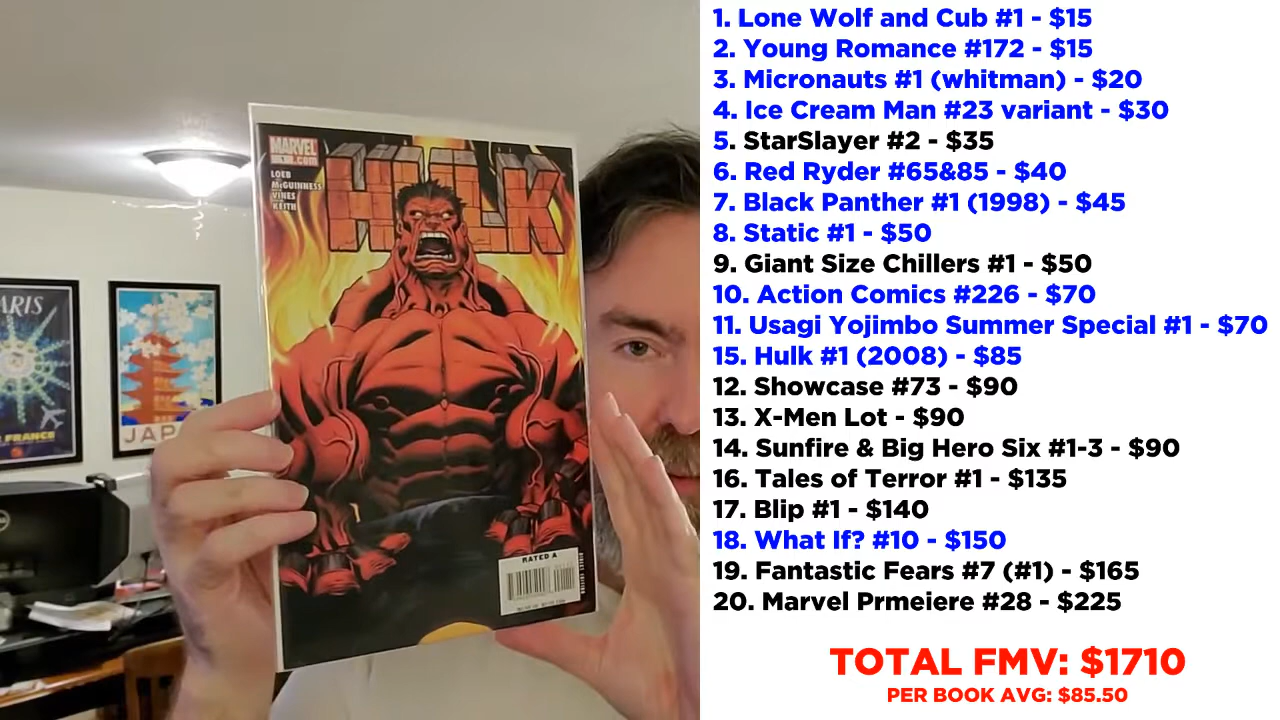 MARVEL
.com
LOEB
McGUINNESS
VINES
KEITH
HULK
RATED A
DIRECT EDITION
ARIS
FRANCE
JAP
DELL
1. Lone Wolf and Cub #1 - $15
2. Young Romance #172 - $15
3. Micronauts #1 (whitman) - $20
4. Ice Cream Man #23 variant - $30
5. StarSlayer #2 - $35
6. Red Ryder #65&85 - $40
7. Black Panther #1 (1998) - $45
8. Static #1 - $50
9. Giant Size Chillers #1 - $50
10. Action Comics #226 - $70
11. Usagi Yojimbo Summer Special #1 - $70
15. Hulk #1 (2008) - $85
12. Showcase #73 - $90
13. X-Men Lot - $90
14. Sunfire & Big Hero Six #1-3 - $90
16. Tales of Terror #1 - $135
17. Blip #1 - $140
18. What If? #10 - $150
19. Fantastic Fears #7 (#1) - $165
20. Marvel Prmeiere #28 - $225
TOTAL FMV: $1710
PER BOOK AVG: $85.50